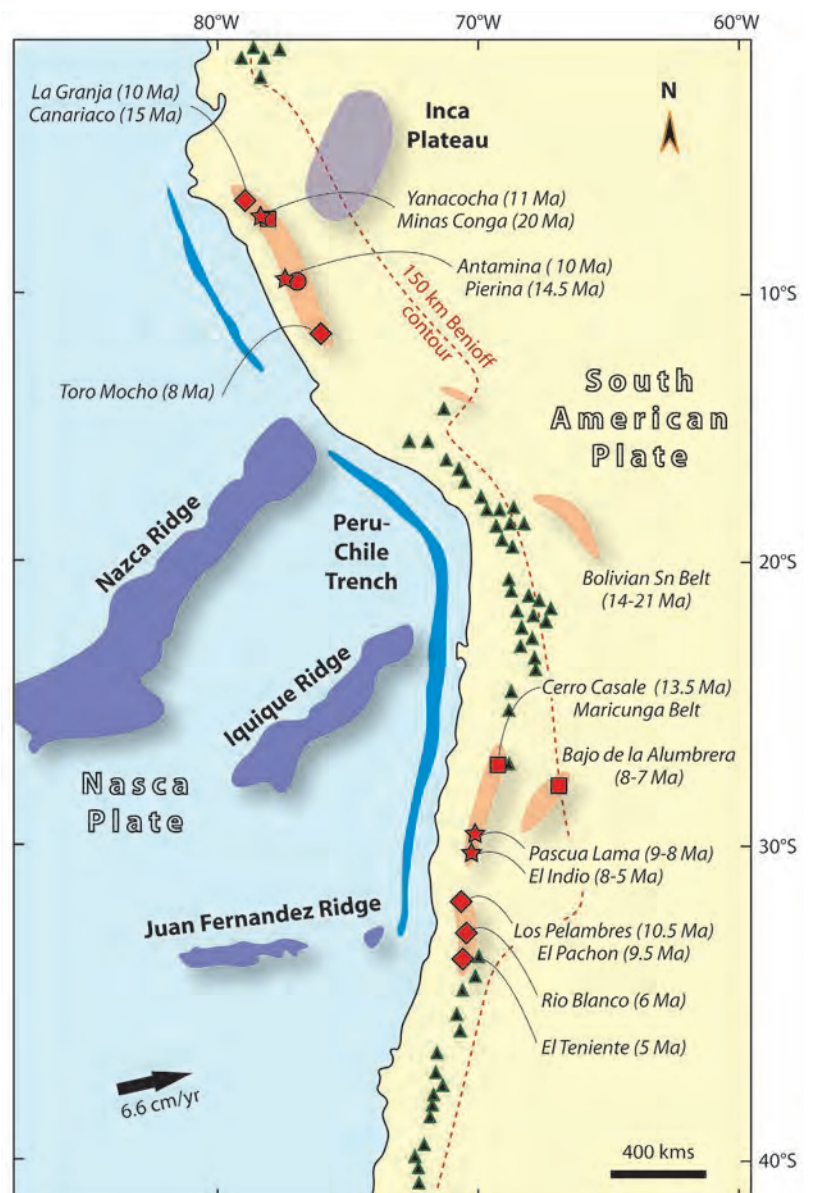 80°W
70°W
60°W
La Granja (10 Ma)
Canariaco (15 Ma)
Inca
Plateau
N
Yanacocha (11 Ma)
Minas Conga (20 Ma)
Antamina ( 10 Ma)
Pierina (14.5 Ma)
10°S
150 km Benioff
contour
Toro Mocho (8 Ma)
South
American
Plate
Nazca Ridge
Peru-
Chile
Trench
20°S
Bolivian Sn Belt
(14-21 Ma)
Iquique Ridge
Cerro Casale (13.5 Ma)
Maricunga Belt
Bajo de la Alumbrera
(8-7 Ma)
Nasca
Plate
30°S
Pascua Lama (9-8 Ma)
El Indio (8-5 Ma)
Juan Fernandez Ridge
Los Pelambres (10.5 Ma)
El Pachon (9.5 Ma)
Rio Blanco (6 Ma)
El Teniente (5 Ma)
6.6 cm/yr
400 kms
40°S